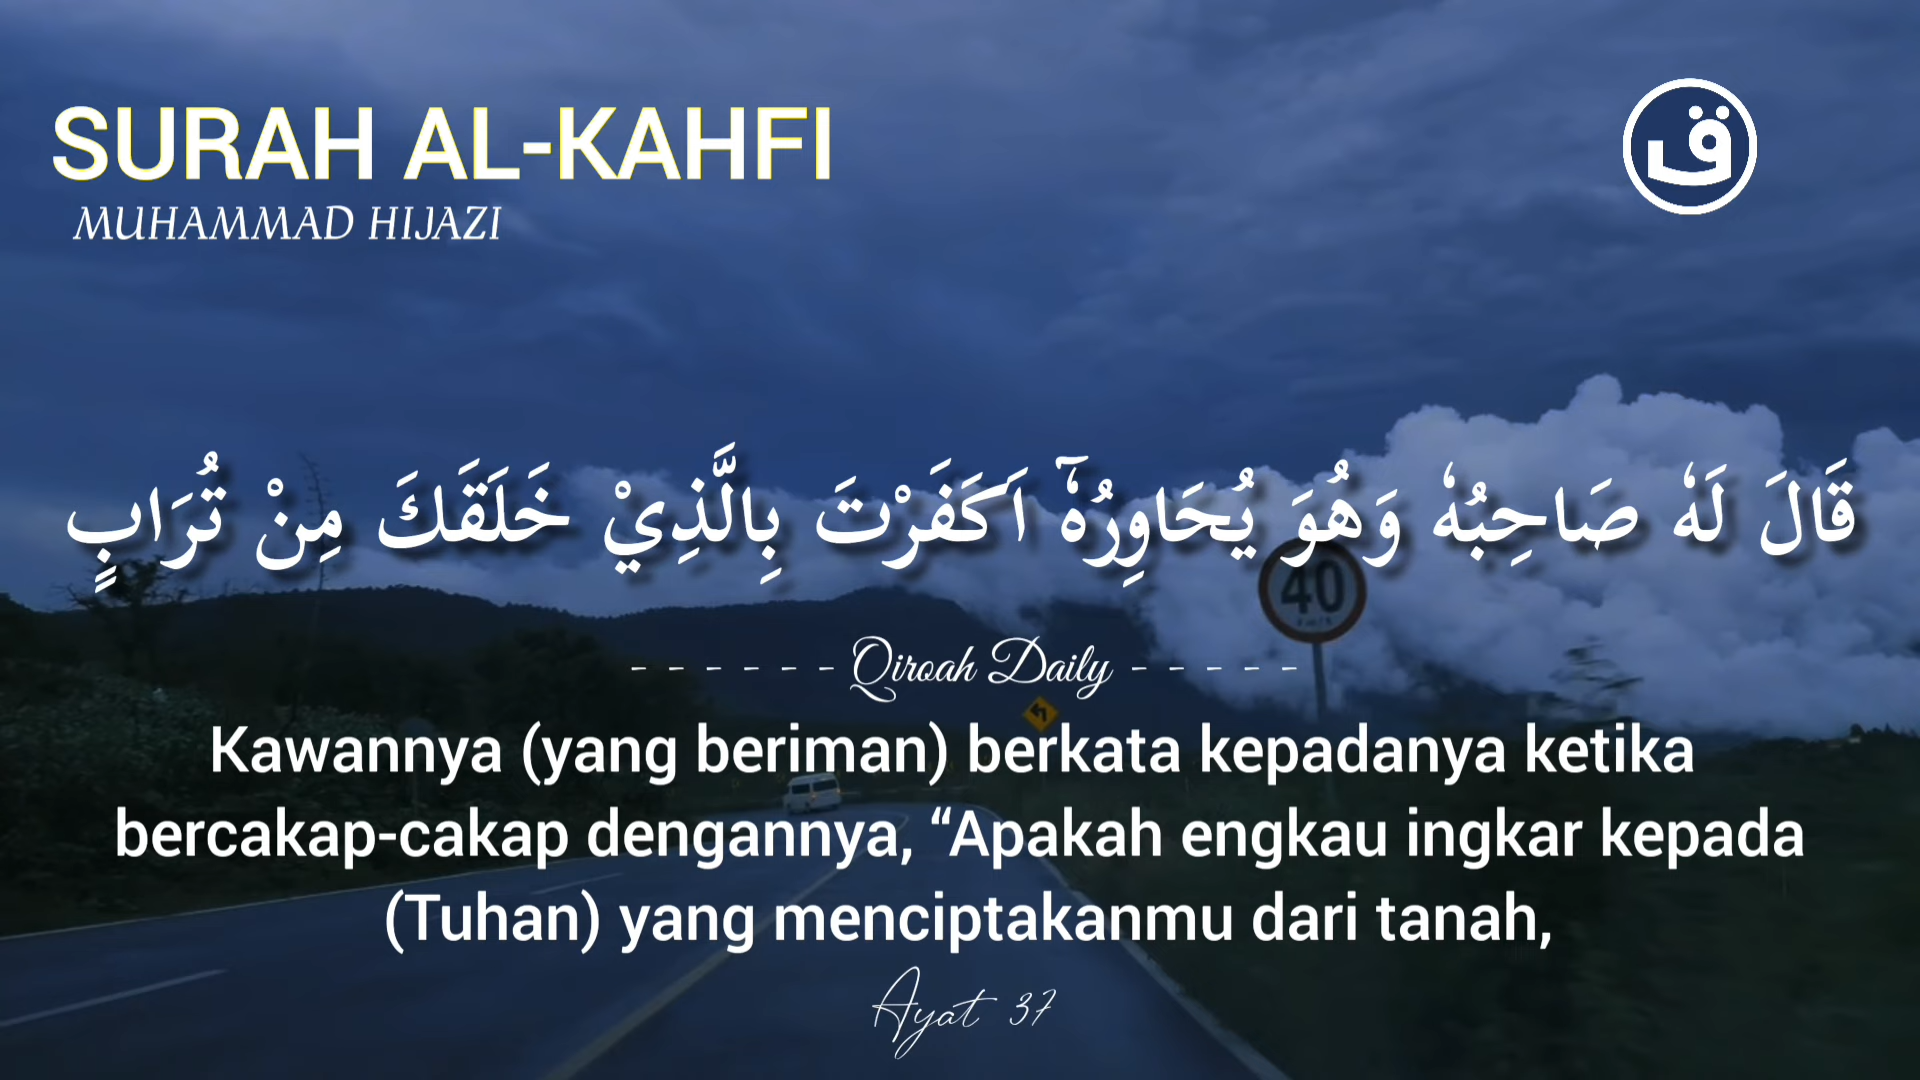 SURAH AL-KAHFI
MUHAMMAD HIJAZI
ق
قَالَ لَهٗ صَاحِبُهٗ وَهُوَ يُحَاوِرُهٗٓ اَكَفَرْتَ بِالَّذِيْ خَلَقَكَ مِنْ تُرَابٍ
40
------ Qiroah Daily -----
Kawannya (yang beriman) berkata kepadanya ketika
bercakap-cakap dengannya, “Apakah engkau ingkar kepada
(Tuhan) yang menciptakanmu dari tanah,
Ayat 37